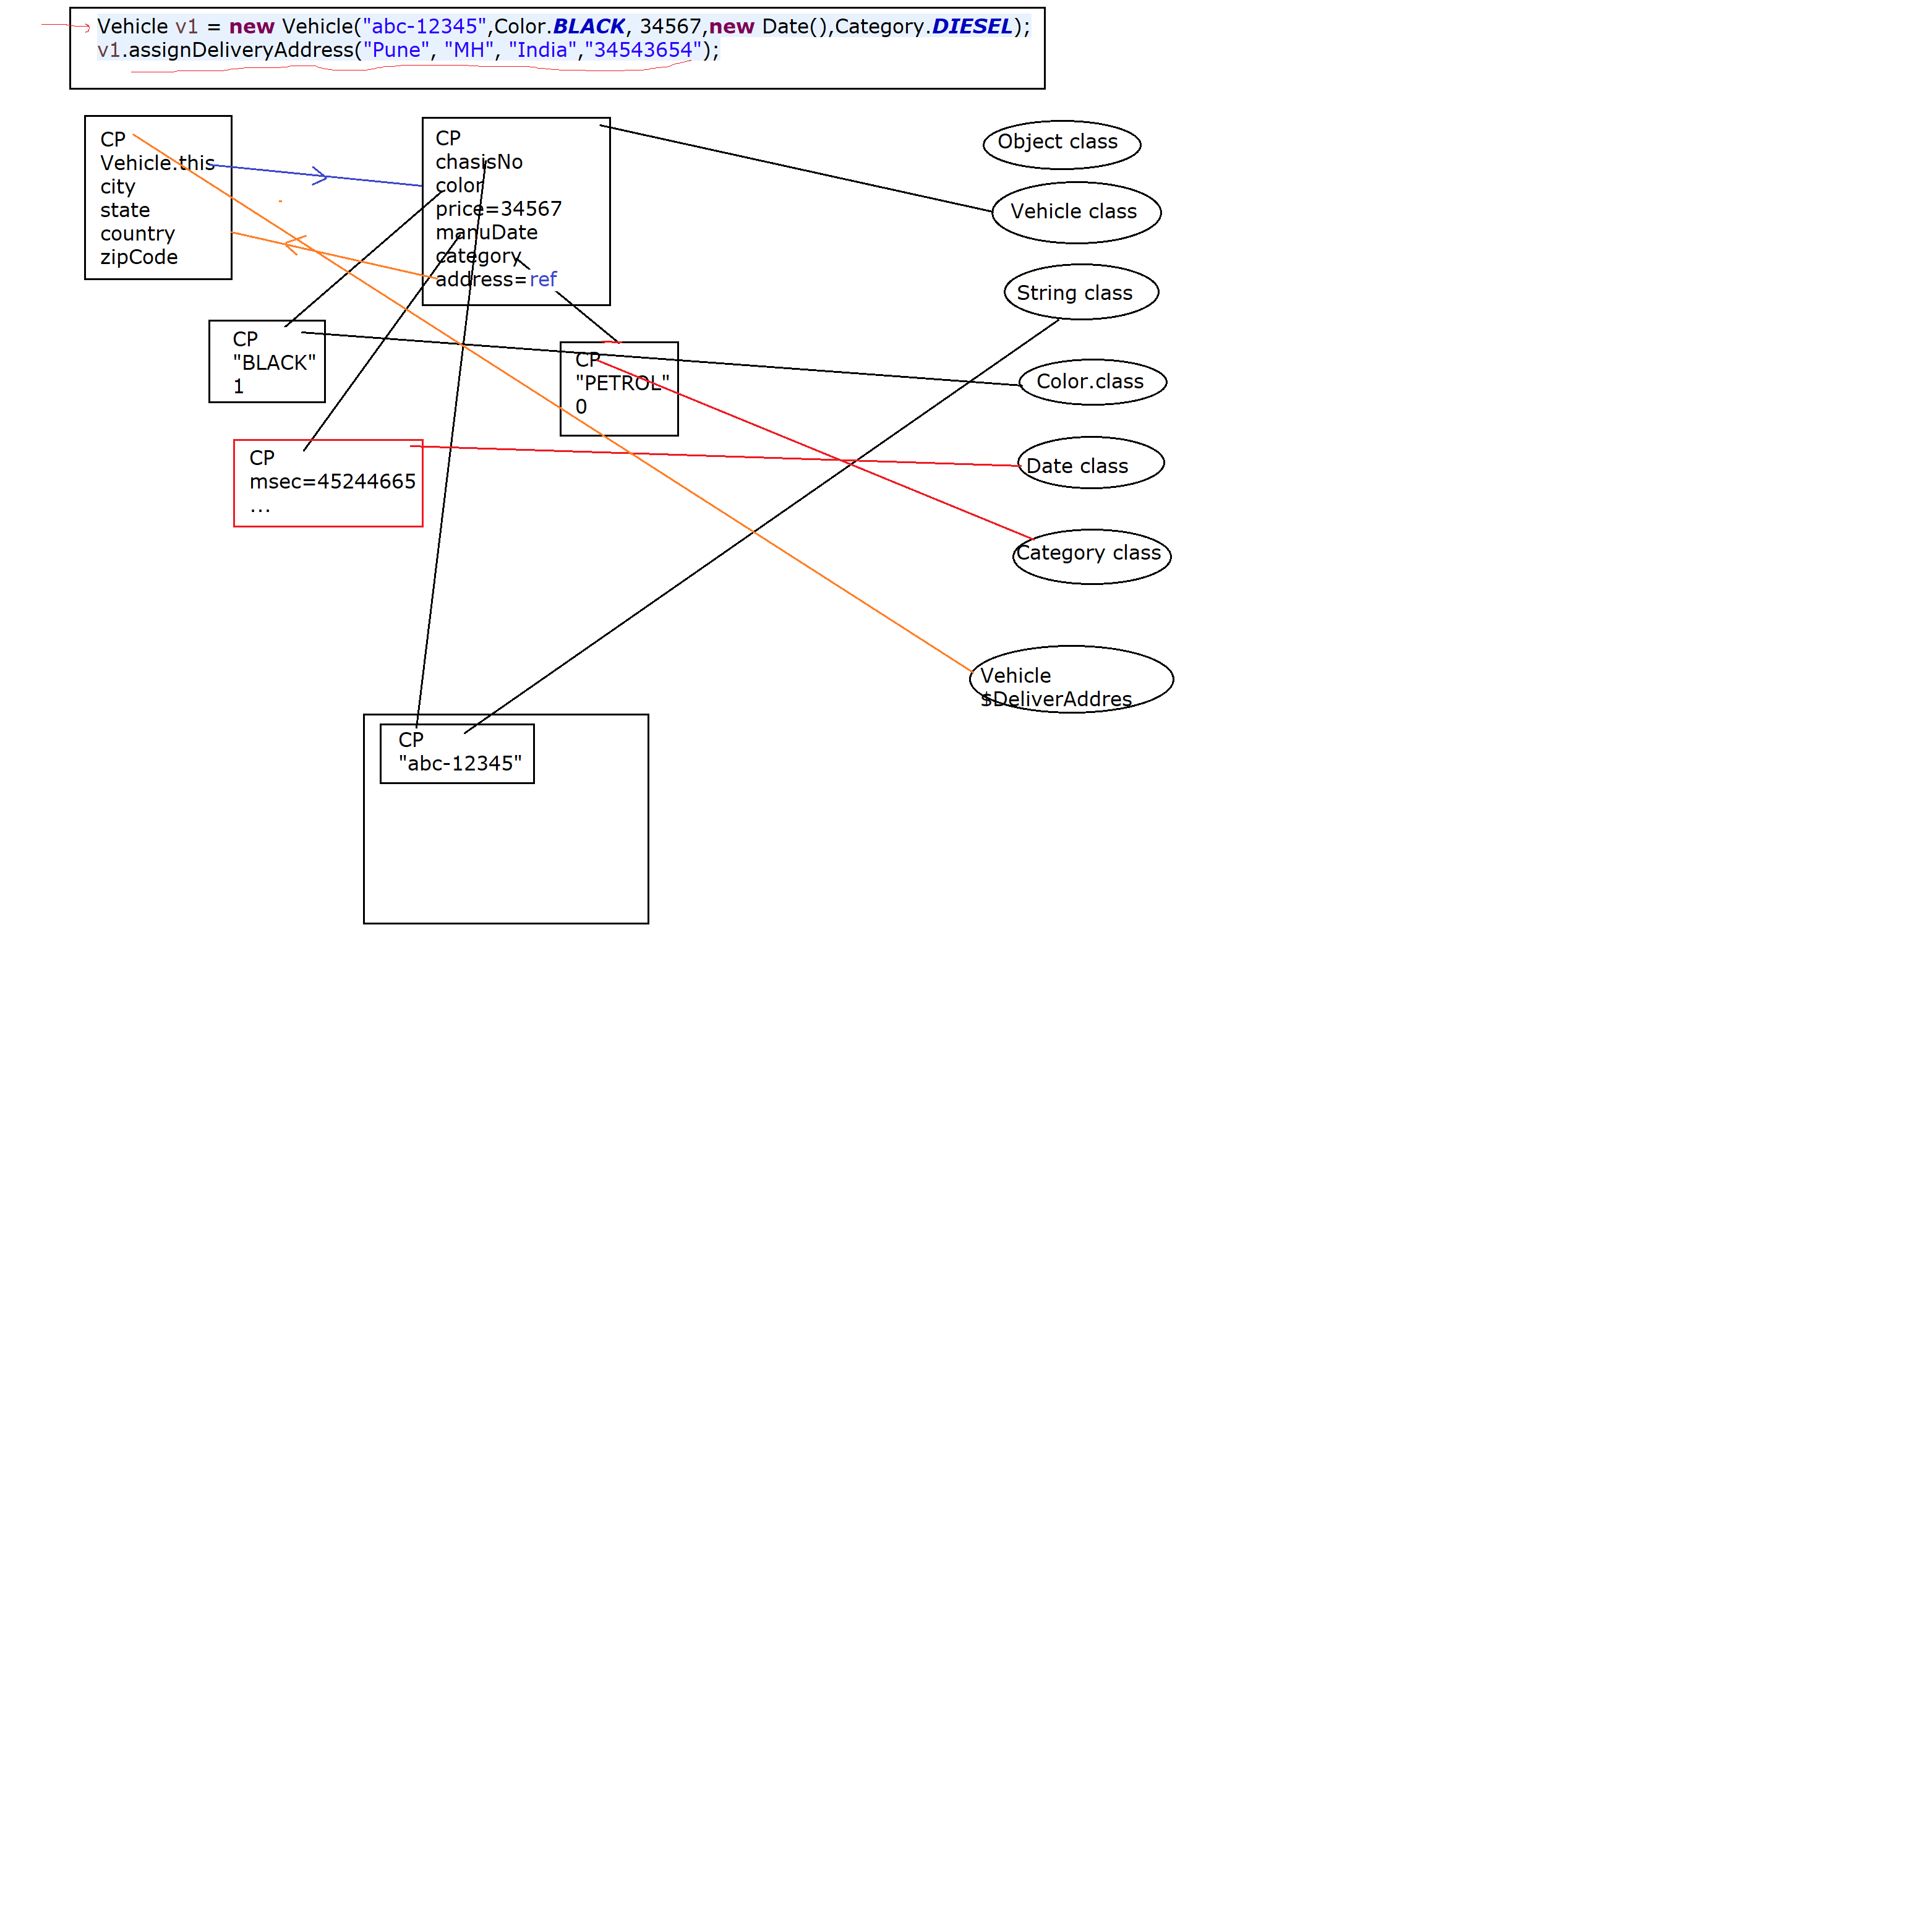 Vehicle v1 = new Vehicle("abc-12345",Color.BLACK, 34567,new Date(),Category.DIESEL);
v1.assignDeliveryAddress("Pune", "MH", "India","34543654");
CP
Vehicle.this
city
state
country
zipCode
CP
chasisNo
color
price=34567
manuDate
category
address=ref
Object class
Vehicle class
String class
CP
"BLACK"
1
CP
"PETROL"
0
Color.class
CP
msec=45244665
...
Date class
Category class
Vehicle
$DeliverAddres
CP
"abc-12345"